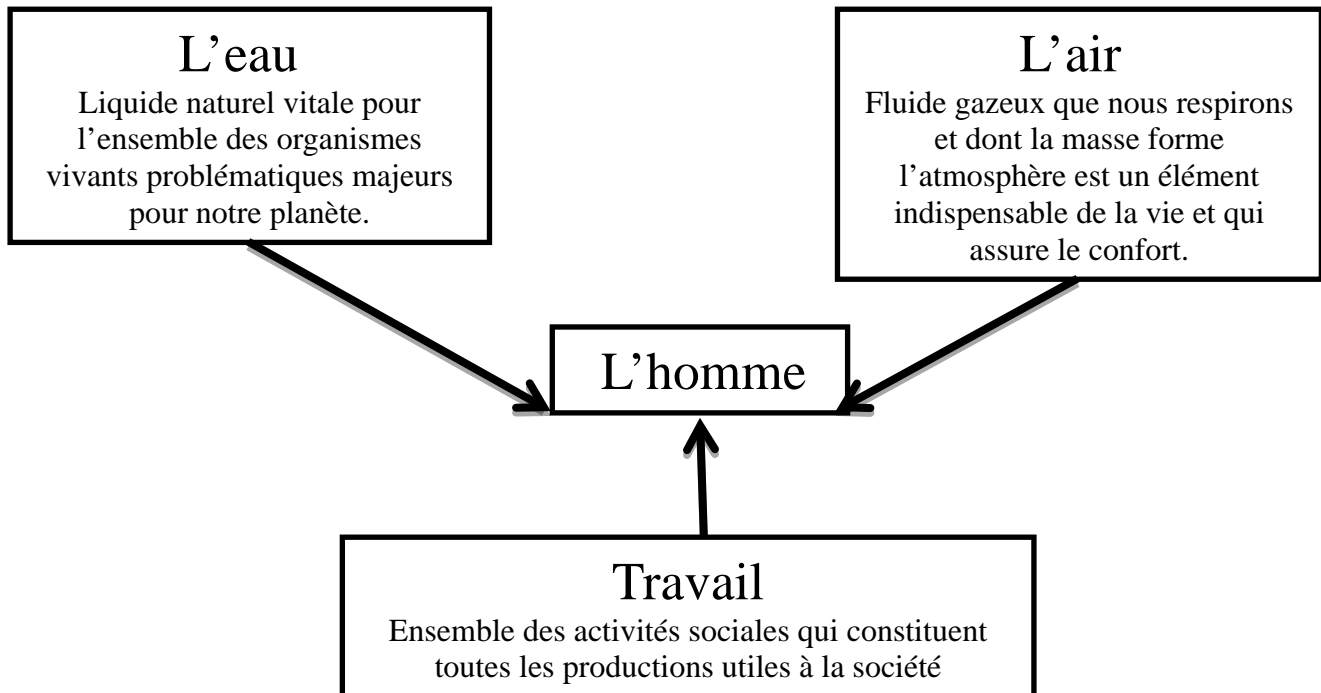 L’eau
Liquide naturel vitale pour
l’ensemble des organismes
vivants problématiques majeurs
pour notre planète.
L’air
Fluide gazeux que nous respirons
et dont la masse forme
l’atmosphère est un élément
indispensable de la vie et qui
assure le confort.
L’homme
Travail
Ensemble des activités sociales qui constituent
toutes les productions utiles à la société